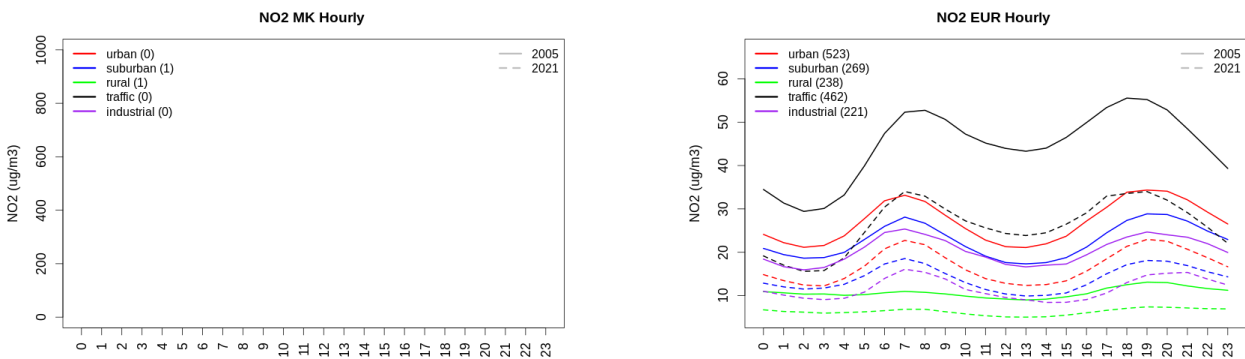 NO2 MK Hourly
NO2 (ug/m3)
1000
800
600
400
200
0
urban (0)
suburban (1)
rural (1)
traffic (0)
industrial (0)
2005
2021
0 1 2 3 4 5 6 7 8 9 10 11 12 13 14 15 16 17 18 19 20 21 22 23
NO2 EUR Hourly
NO2 (ug/m3)
60
50
40
30
20
10
urban (523)
suburban (269)
rural (238)
traffic (462)
industrial (221)
2005
2021
0 1 2 3 4 5 6 7 8 9 10 11 12 13 14 15 16 17 18 19 20 21 22 23